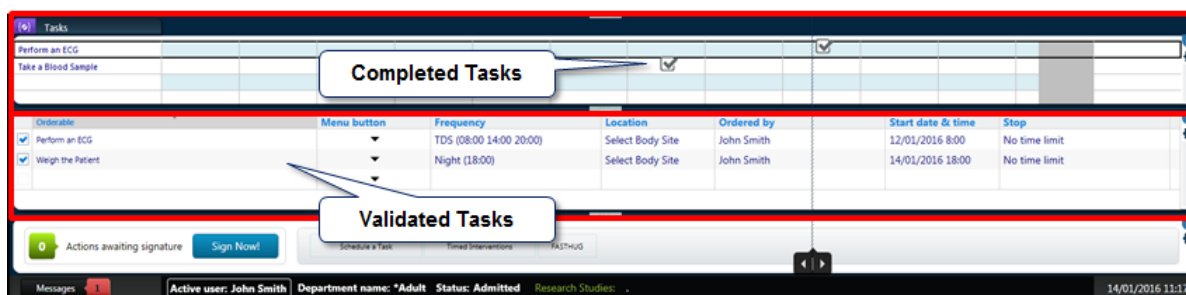 Tasks
Perform an ECG
Take a Blood Sample
Completed Tasks
Orderable Menu button Frequency Location Ordered by Start date & time Stop
Perform an ECG TDS (08:00 14:00 20:00) Select Body Site John Smith 12/01/2016 8:00 No time limit
Weigh the Patient Night (18:00) Select Body Site John Smith 14/01/2016 18:00 No time limit
Validated Tasks
0 Actions awaiting signature Sign Now! Schedule a Task Timed Interventions FASTHUG
Messages 1 Active user: John Smith Department name: *Adult Status: Admitted Research Studies: . 14/01/2016 11:17